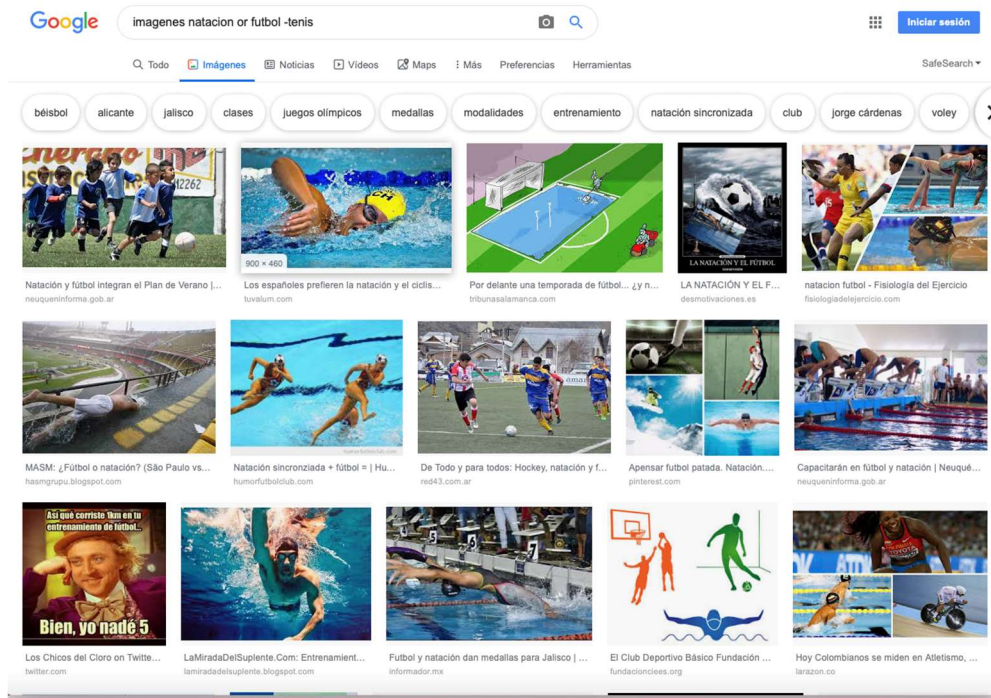 Google
imagenes natacion or futbol -tenis
Iniciar sesión
Todo
Imágenes
Noticias
Vídeos
Maps
Más
Preferencias
Herramientas
SafeSearch
béisbol
alicante
jalisco
clases
juegos olímpicos
medallas
modalidades
entrenamiento
natación sincronizada
club
jorge cárdenas
voley
2262
900 × 460
LA NATACIÓN Y EL FÚTBOL
Natación y fútbol integran el Plan de Verano |...
neuqueninforma.gob.ar
Los españoles prefieren la natación y el ciclis...
tuvalum.com
Por delante una temporada de fútbol... ¿y n...
tribunasalamanca.com
LA NATACIÓN Y EL F...
desmotivaciones.es
natacion futbol - Fisiología del Ejercicio
fisiologiadelejercicio.com
humorfutbolclub.com
MASM: ¿Fútbol o natación? (São Paulo vs...
hasmgrupu.blogspot.com
Natación sincronziada + fútbol = | Hu...
humorfutbolclub.com
De Todo y para todos: Hockey, natación y f...
red43.com.ar
Apensar futbol patada. Natación....
pinterest.com
Capacitarán en fútbol y natación | Neuqué...
neuqueninforma.gob.ar
Así qué corriste 1km en tu
entrenamiento de fútbol...
Bien, yo nadé 5
5
TOYOTA
Los Chicos del Cloro on Twitte...
twitter.com
LaMiradaDelSuplente.Com: Entrenamient...
lamiradadelsuplente.blogspot.com
Futbol y natación dan medallas para Jalisco | ...
informador.mx
El Club Deportivo Básico Fundación ...
fundacionciees.org
Hoy Colombianos se miden en Atletismo, ...
larazon.co